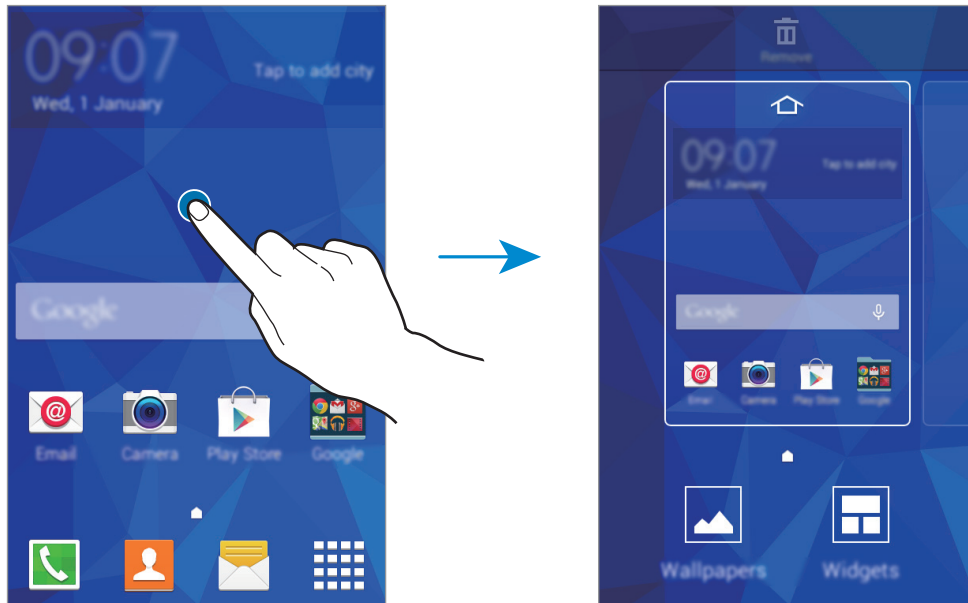 09:07
Tap to add city
Wed, 1 January
Google
Email
Camera
Play Store
Google
Remove
09:07
Tap to add city
Wed, 1 January
Google
Email
Camera
Play Store
Google
Wallpapers
Widgets